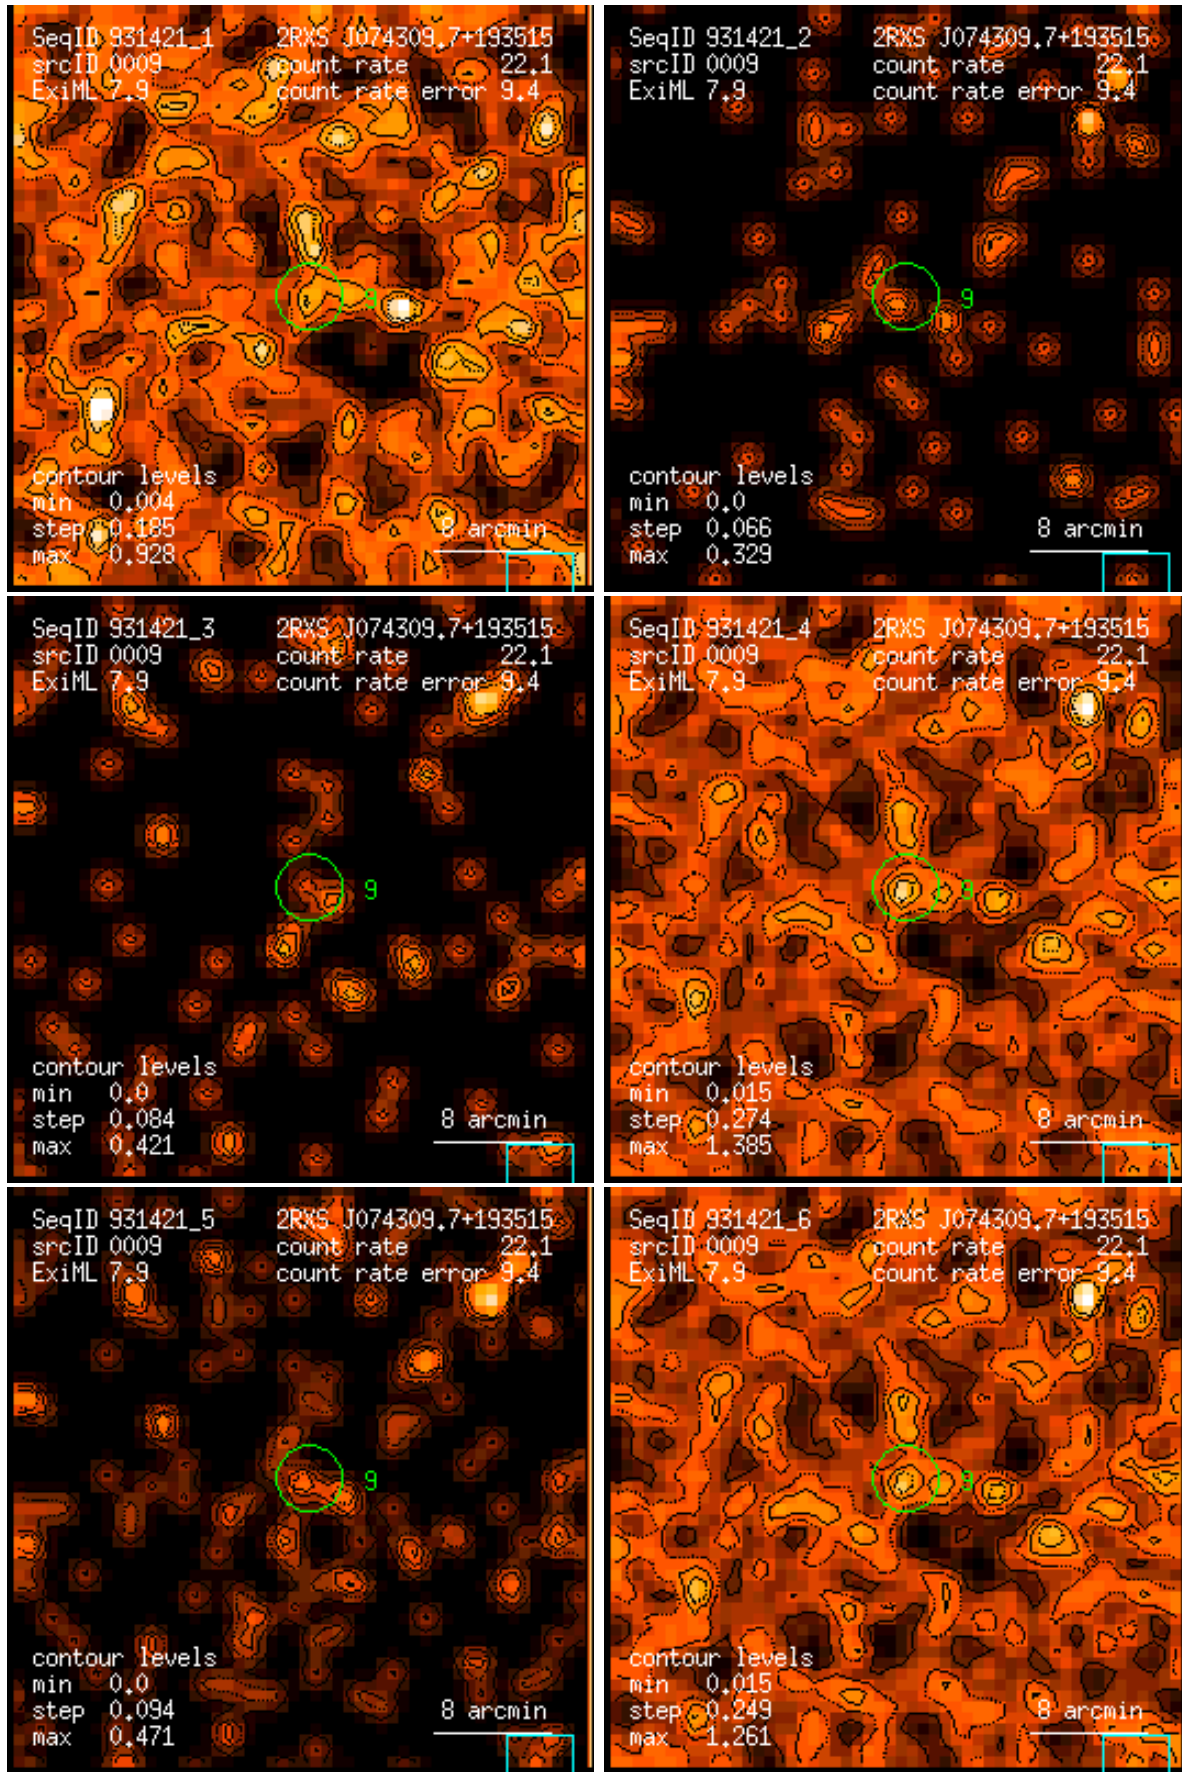 SeqID 931421_1 2RXS J074309.7+193515
srcID 0009 count rate 22.1
ExiML 7.9 count rate error 9.4
9
contour levels
min 0.004
step 0.185 8 arcmin
max 0.928
SeqID 931421_2 2RXS J074309.7+193515
srcID 0009 count rate 22.1
ExiML 7.9 count rate error 9.4
9
contour levels
min 0.0
step 0.066 8 arcmin
max 0.329
SeqID 931421_3 2RXS J074309.7+193515
srcID 0009 count rate 22.1
ExiML 7.9 count rate error 9.4
9
contour levels
min 0.0
step 0.084 8 arcmin
max 0.421
SeqID 931421_4 2RXS J074309.7+193515
srcID 0009 count rate 22.1
ExiML 7.9 count rate error 9.4
9
contour levels
min 0.015
step 0.274 8 arcmin
max 1.385
SeqID 931421_5 2RXS J074309.7+193515
srcID 0009 count rate 22.1
ExiML 7.9 count rate error 9.4
9
contour levels
min 0.0
step 0.094 8 arcmin
max 0.471
SeqID 931421_6 2RXS J074309.7+193515
srcID 0009 count rate 22.1
ExiML 7.9 count rate error 9.4
9
contour levels
min 0.015
step 0.249 8 arcmin
max 1.261